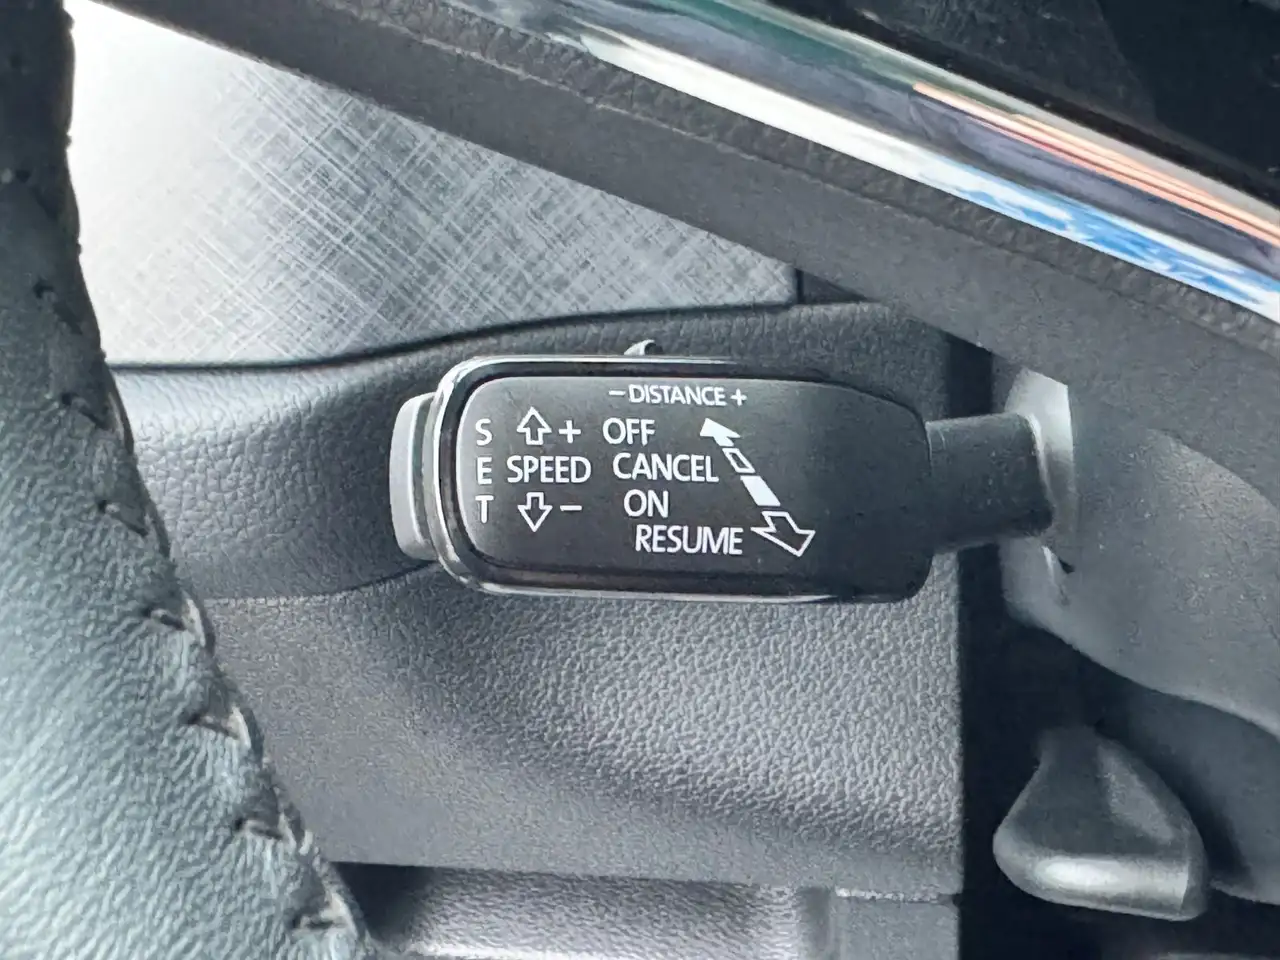 – DISTANCE +
S + OFF
E SPEED CANCEL
T – ON
RESUME